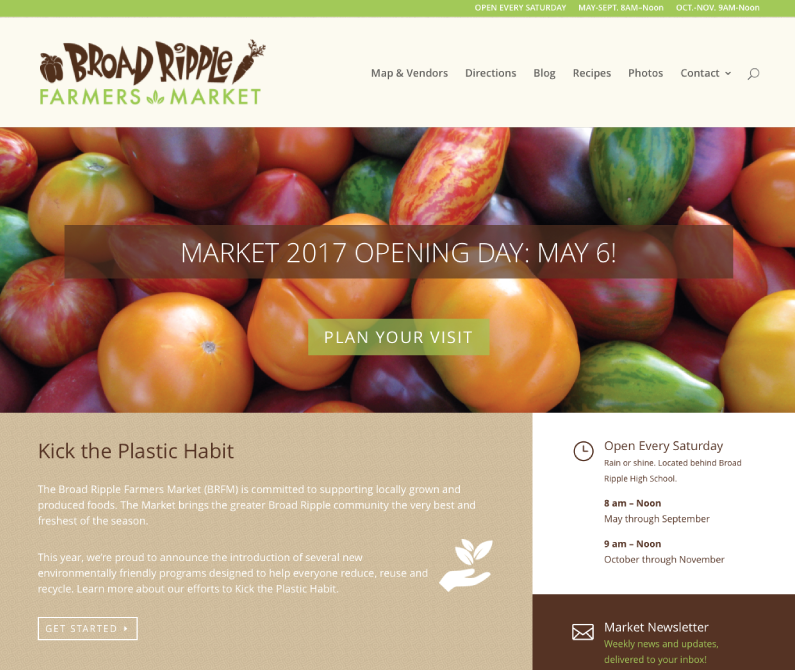 OPEN EVERY SATURDAY MAY-SEPT. 8AM–Noon OCT.-NOV. 9AM-Noon
BROAD RIPPLE
FARMERS MARKET
Map & Vendors Directions Blog Recipes Photos Contact
MARKET 2017 OPENING DAY: MAY 6!
PLAN YOUR VISIT
Kick the Plastic Habit
The Broad Ripple Farmers Market (BRFM) is committed to supporting locally grown and
produced foods. The Market brings the greater Broad Ripple community the very best and
freshest of the season.
This year, we're proud to announce the introduction of several new
environmentally friendly programs designed to help everyone reduce, reuse and
recycle. Learn more about our efforts to Kick the Plastic Habit.
GET STARTED
Open Every Saturday
Rain or shine. Located behind Broad
Ripple High School.
8 am – Noon
May through September
9 am – Noon
October through November
Market Newsletter
Weekly news and updates,
delivered to your inbox!